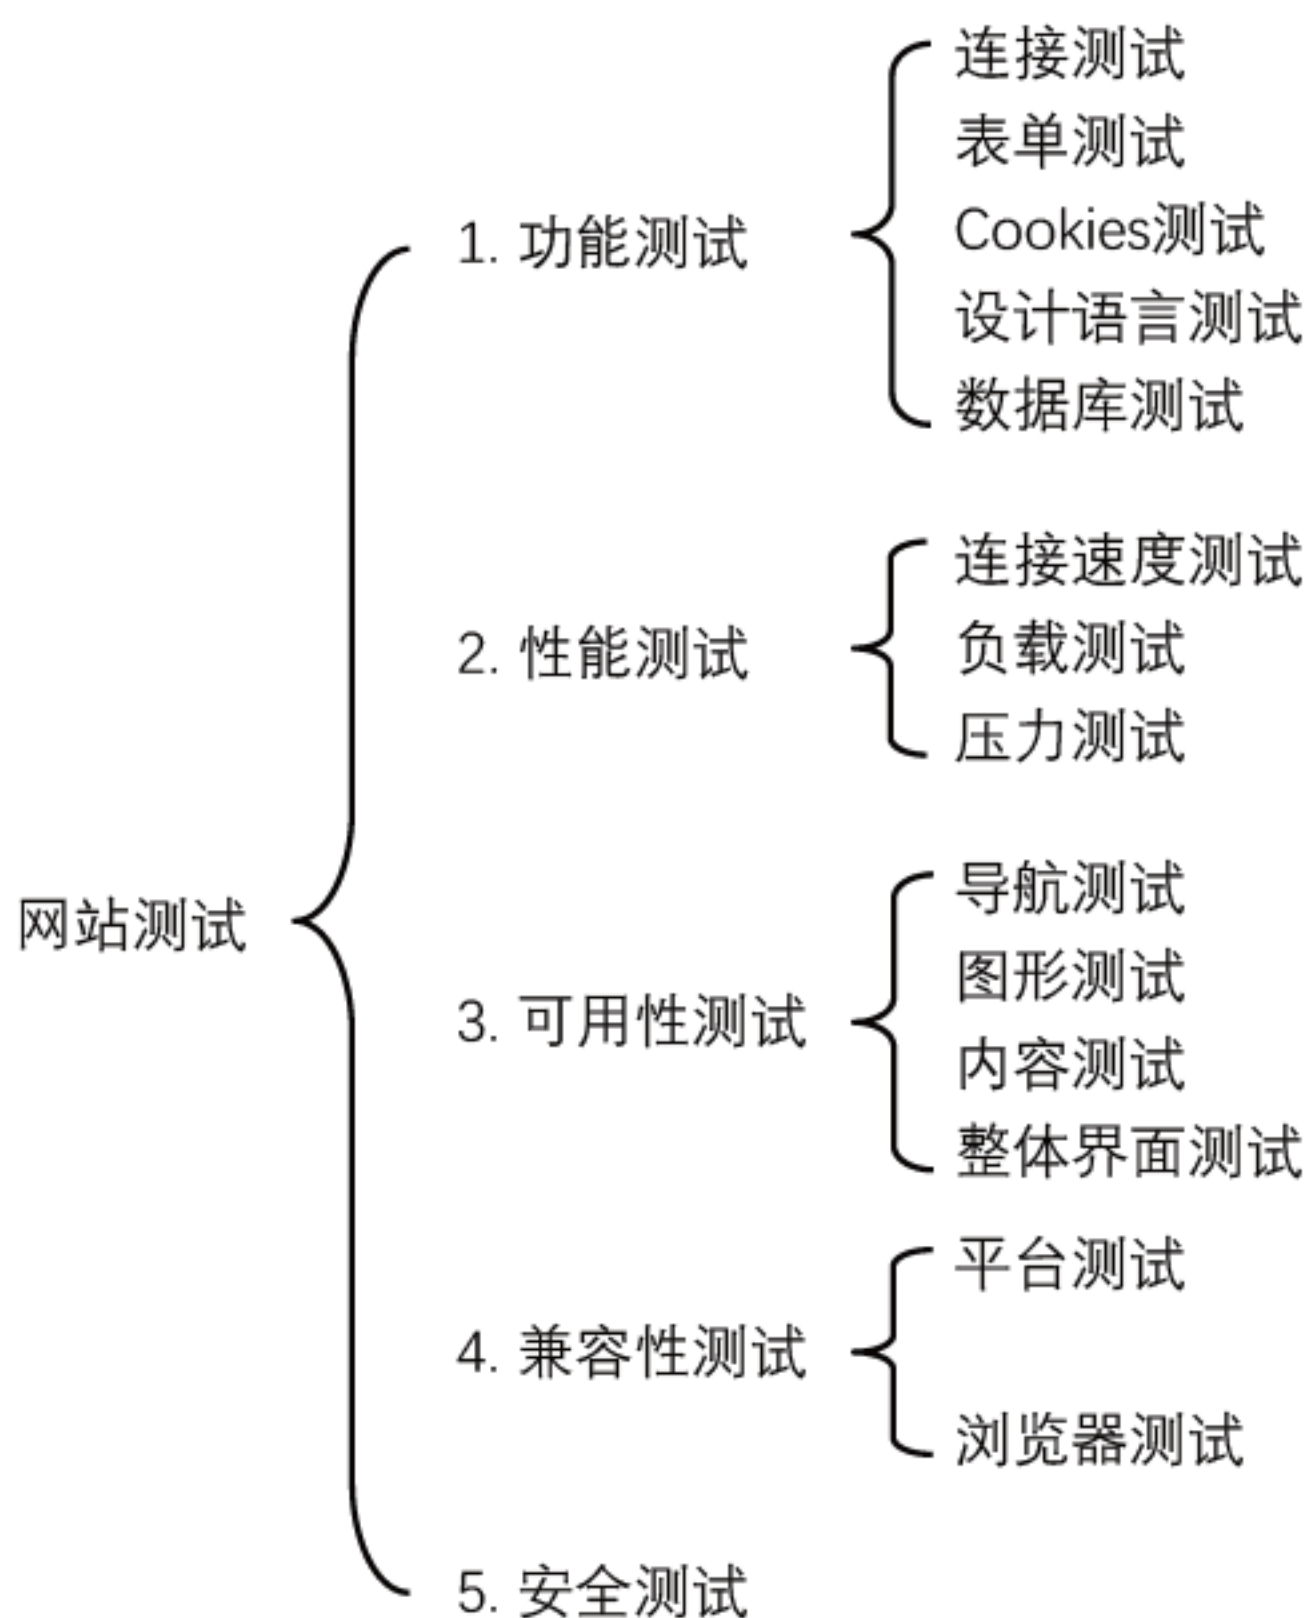 网站测试
1. 功能测试
连接测试
表单测试
Cookies测试
设计语言测试
数据库测试
2. 性能测试
连接速度测试
负载测试
压力测试
3. 可用性测试
导航测试
图形测试
内容测试
整体界面测试
4. 兼容性测试
平台测试
浏览器测试
5. 安全测试